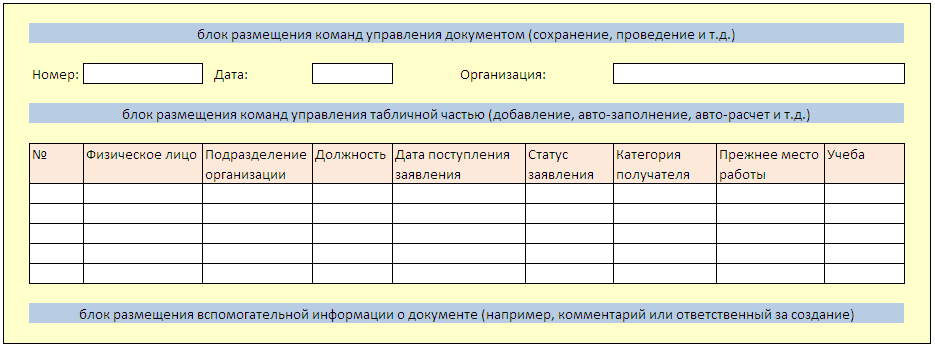 блок размещения команд управления документом (сохранение, проведение и т.д.)
Номер: Дата: Организация:
блок размещения команд управления табличной частью (добавление, авто-заполнение, авто-расчет и т.д.)
№ Физическое лицо Подразделение Должность Дата поступления Статус Категория Прежнее место Учеба
организации заявления заявления получателя работы
блок размещения вспомогательной информации о документе (например, комментарий или ответственный за создание)